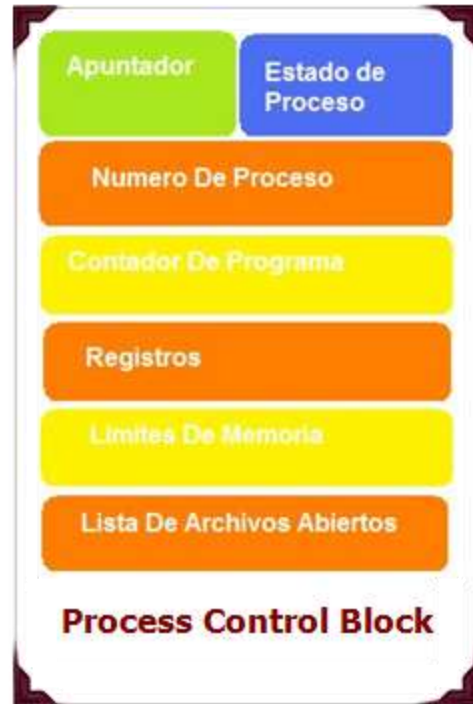 Apuntador
Estado de
Proceso
Numero De Proceso
Contador De Programa
Registros
Limites De Memoria
Lista De Archivos Abiertos
Process Control Block